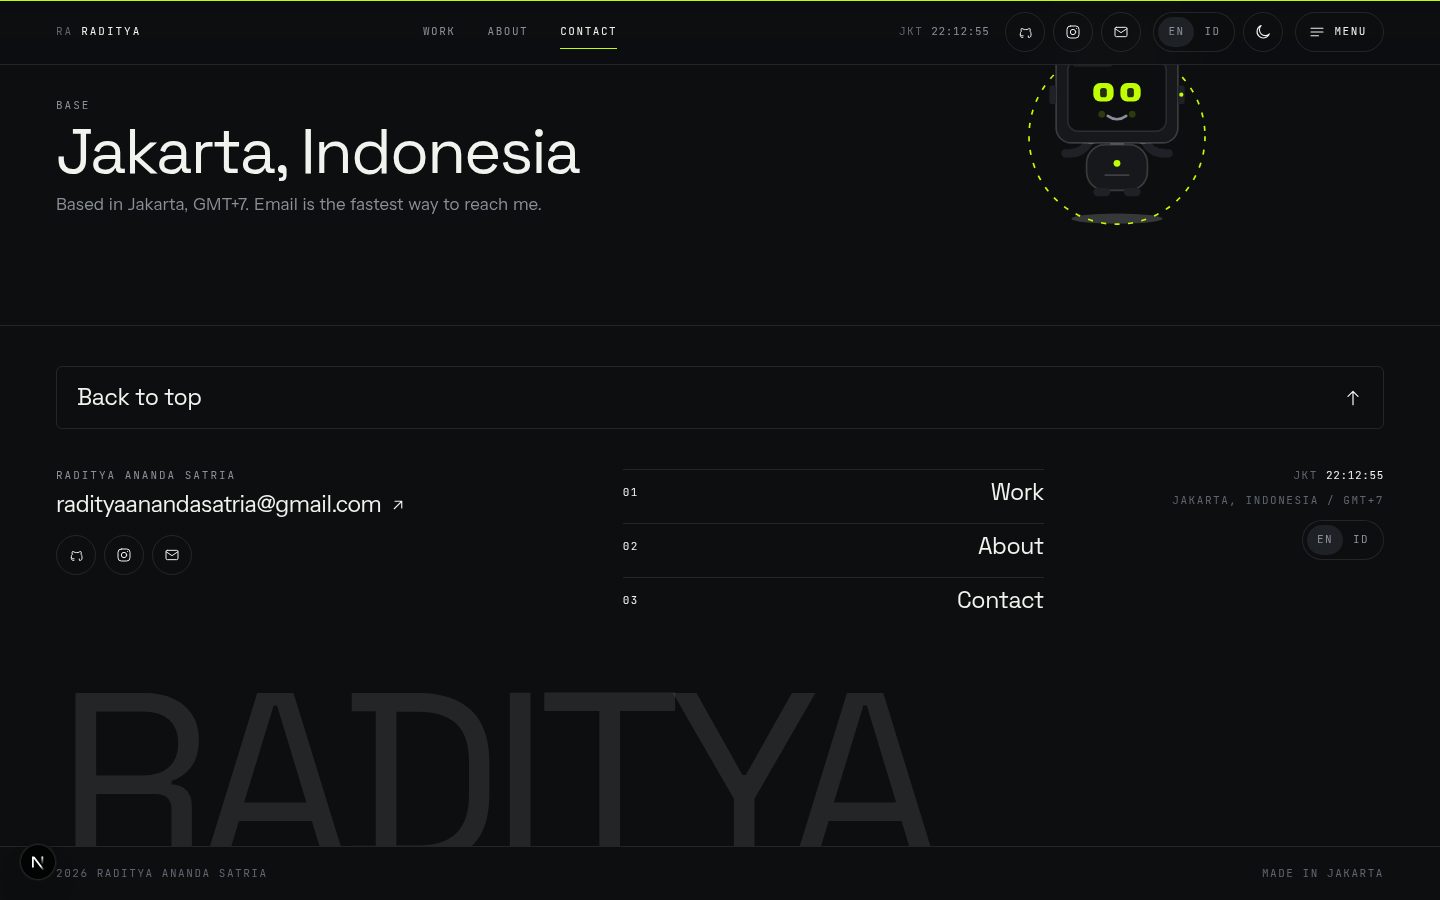 RA RADITYA
WORK
ABOUT
CONTACT
JKT 22:12:55
EN
ID
MENU
BASE
Jakarta, Indonesia
Based in Jakarta, GMT+7. Email is the fastest way to reach me.
Back to top
RADITYA ANANDA SATRIA
radityaanandasatria@gmail.com
01
Work
02
About
03
Contact
JKT 22:12:55
JAKARTA, INDONESIA / GMT+7
EN
ID
RADITYA
N
2026 RADITYA ANANDA SATRIA
MADE IN JAKARTA